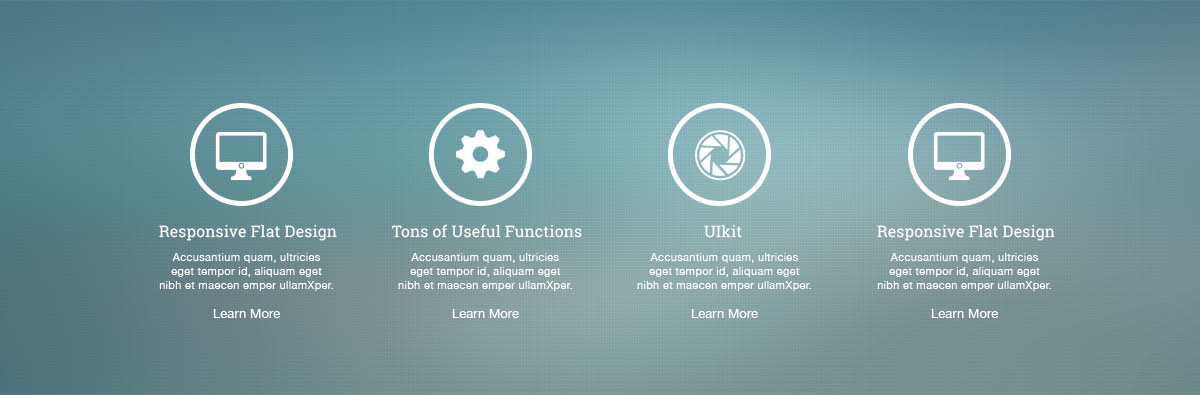 Responsive Flat Design
Accusantium quam, ultricies
eget tempor id, aliquam eget
nibh et maecen emper ullamXper.
Learn More
Tons of Useful Functions
Accusantium quam, ultricies
eget tempor id, aliquam eget
nibh et maecen emper ullamXper.
Learn More
UIkit
Accusantium quam, ultricies
eget tempor id, aliquam eget
nibh et maecen emper ullamXper.
Learn More
Responsive Flat Design
Accusantium quam, ultricies
eget tempor id, aliquam eget
nibh et maecen emper ullamXper.
Learn More